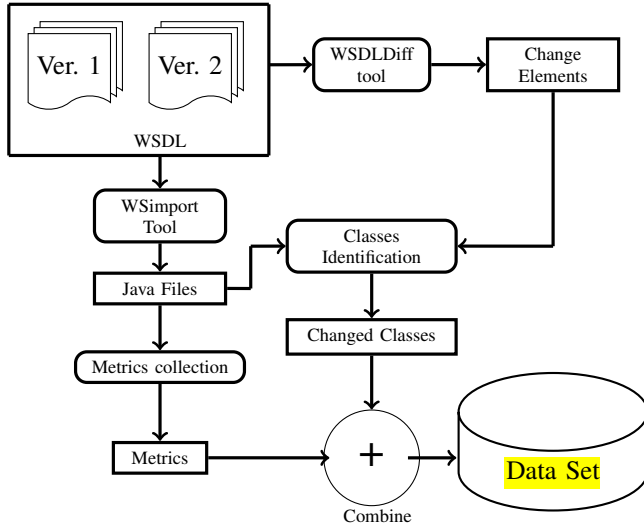 Ver. 1
Ver. 2
WSDL
WSDLDiff
tool
Change
Elements
WSimport
Tool
Classes
Identification
Java Files
Changed Classes
Metrics collection
Metrics
+
Combine
Data Set